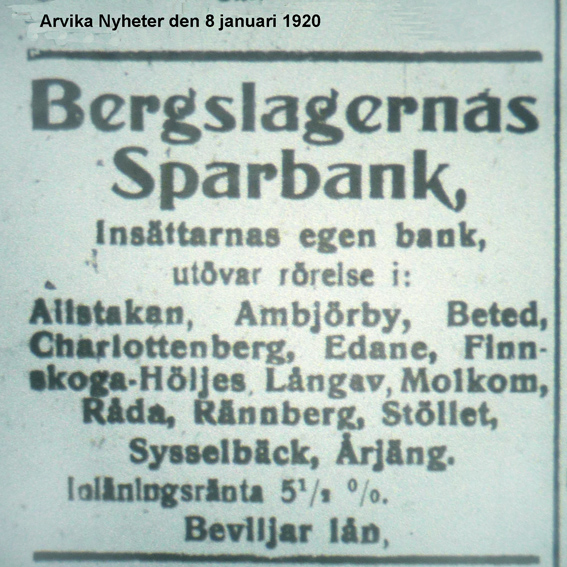 Arvika Nyheter den 8 januari 1920
Bergslagernas
Sparbank,
Insättarnas egen bank,
utövar rörelse i:
Allstakan, Ambjörby, Beted,
Charlottenberg, Edane, Finn-
skoga-Höljes, Långav, Molkom,
Råda, Rännberg, Stöllet,
Sysselbäck, Årjäng.
Inlåningsränta 5½ %.
Beviljar lån,